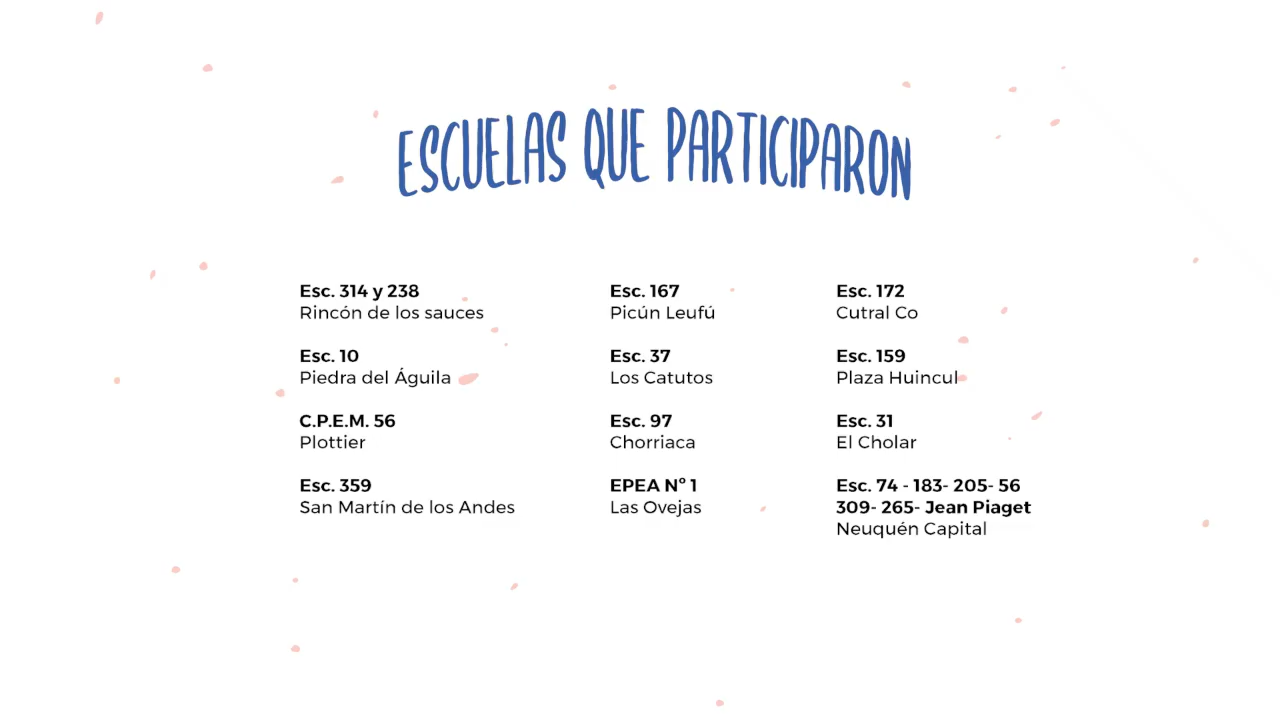 ESCUELAS QUE PARTICIPARON
Esc. 314 y 238
Rincón de los sauces
Esc. 10
Piedra del Águila
C.P.E.M. 56
Plottier
Esc. 359
San Martín de los Andes
Esc. 167
Picún Leufú
Esc. 37
Los Catutos
Esc. 97
Chorriaca
EPEA Nº 1
Las Ovejas
Esc. 172
Cutral Co
Esc. 159
Plaza Huincul
Esc. 31
El Cholar
Esc. 74 - 183- 205- 56
309- 265- Jean Piaget
Neuquén Capital